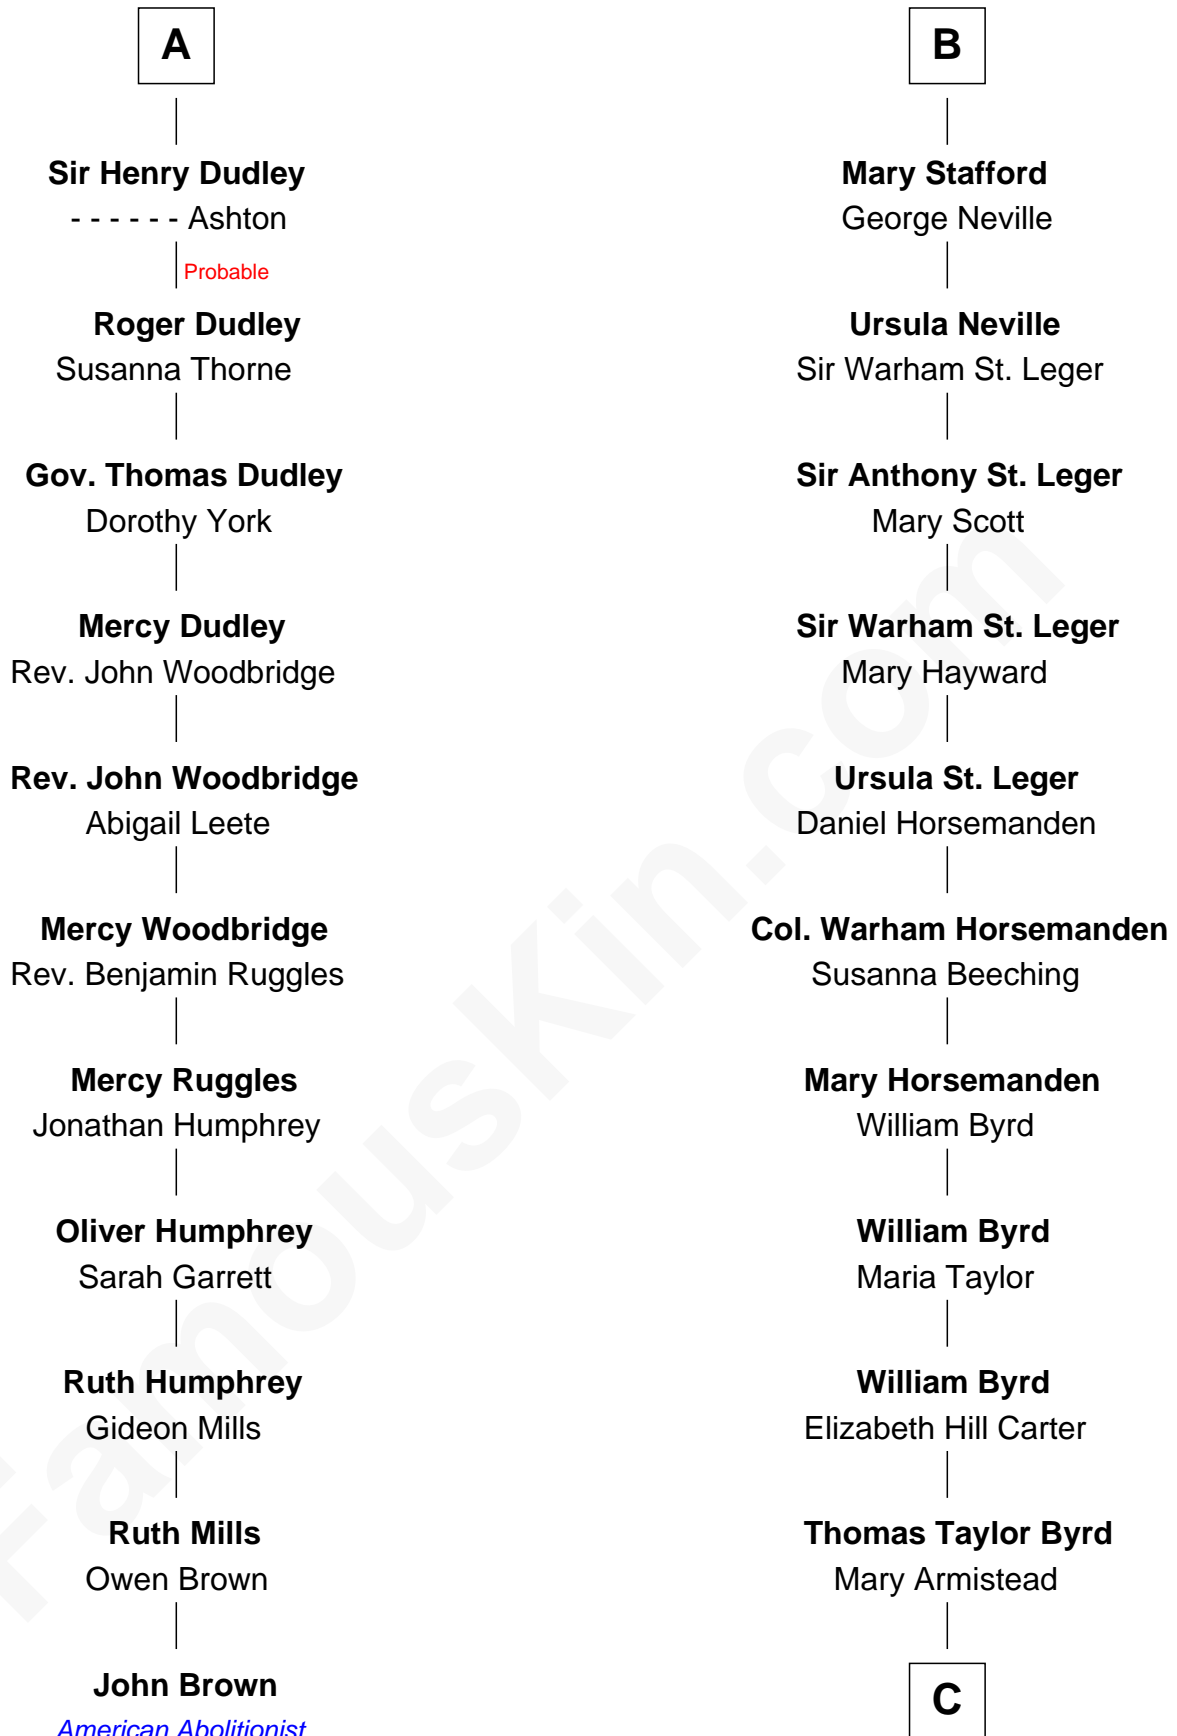 A
Sir Henry Dudley
- - - - - - Ashton
Probable
Roger Dudley
Susanna Thorne
Gov. Thomas Dudley
Dorothy York
Mercy Dudley
Rev. John Woodbridge
Rev. John Woodbridge
Abigail Leete
Mercy Woodbridge
Rev. Benjamin Ruggles
Mercy Ruggles
Jonathan Humphrey
Oliver Humphrey
Sarah Garrett
Ruth Humphrey
Gideon Mills
Ruth Mills
Owen Brown
John Brown
American Abolitionist
B
Mary Stafford
George Neville
Ursula Neville
Sir Warham St. Leger
Sir Anthony St. Leger
Mary Scott
Sir Warham St. Leger
Mary Hayward
Ursula St. Leger
Daniel Horsemanden
Col. Warham Horsemanden
Susanna Beeching
Mary Horsemanden
William Byrd
William Byrd
Maria Taylor
William Byrd
Elizabeth Hill Carter
Thomas Taylor Byrd
Mary Armistead
C
FamousKin.com